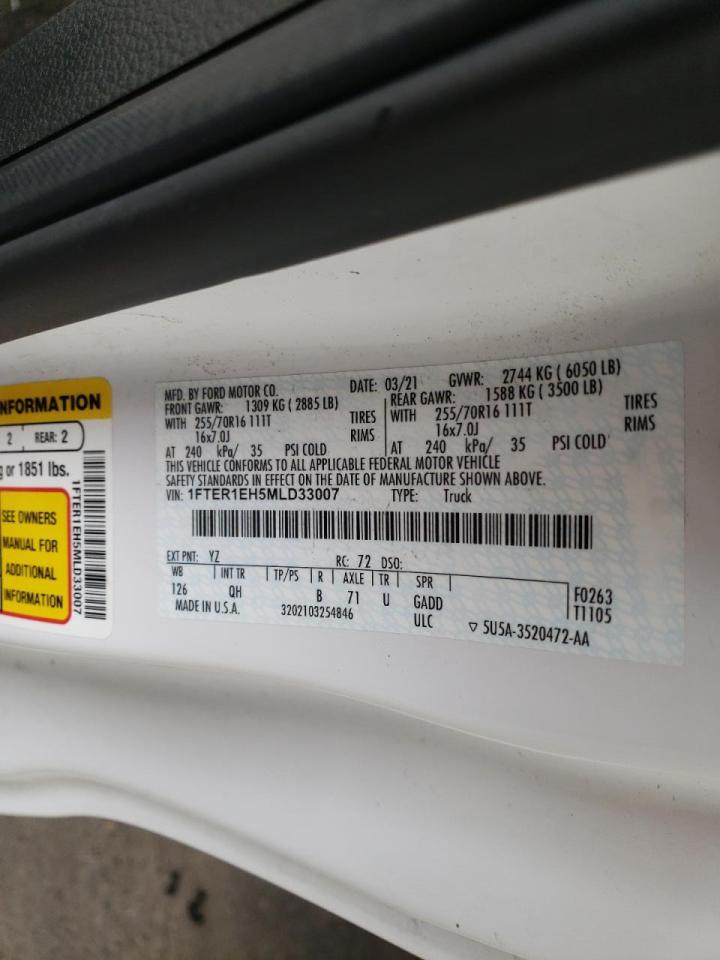 NFORMATION
2 REAR: 2
g or 1851 lbs.
SEE OWNERS
MANUAL FOR
ADDITIONAL
INFORMATION
1FTER1EH5MLD33007
MFD. BY FORD MOTOR CO. DATE: 03/21 GVWR: 2744 KG ( 6050 LB)
FRONT GAWR: 1309 KG ( 2885 LB) REAR GAWR: 1588 KG ( 3500 LB)
WITH 255/70R16 111T TIRES WITH 255/70R16 111T TIRES
16x7.0J RIMS 16x7.0J RIMS
AT 240 kPa/ 35 PSI COLD AT 240 kPa/ 35 PSI COLD
THIS VEHICLE CONFORMS TO ALL APPLICABLE FEDERAL MOTOR VEHICLE
SAFETY STANDARDS IN EFFECT ON THE DATE OF MANUFACTURE SHOWN ABOVE.
VIN: 1FTER1EH5MLD33007 TYPE: Truck
EXT PNT: YZ RC: 72 DSO:
WB INT TR TP/PS R AXLE TR SPR
126 QH B 71 U GADD F0263
MADE IN U.S.A. 3202103254846 ULC T1105
▽ 5U5A-3520472-AA